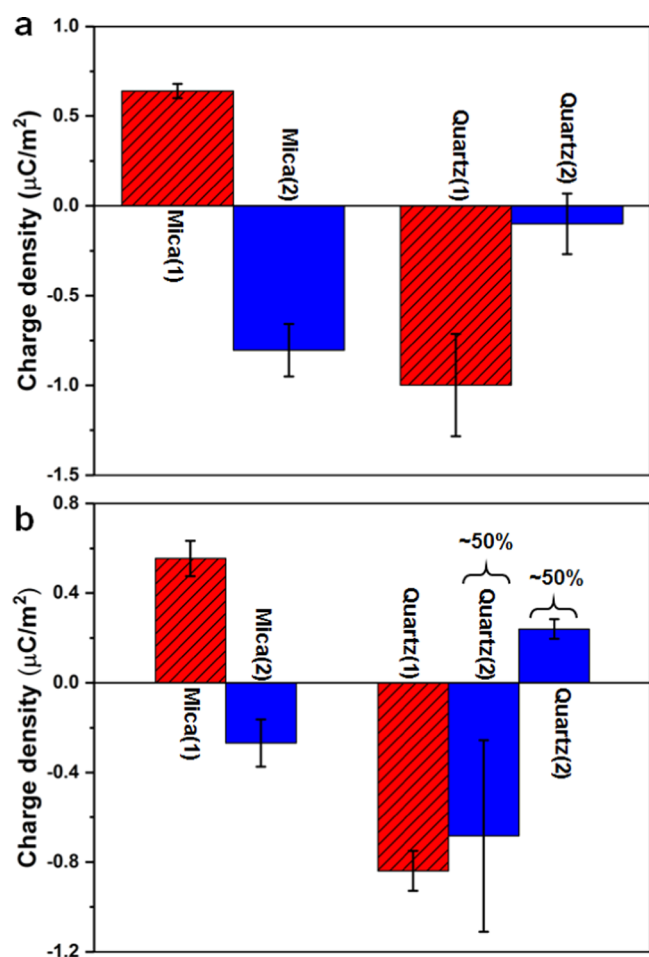 a
Charge density (μC/m²)
1.0
0.5
0.0
-0.5
-1.0
-1.5
Mica(1)
Mica(2)
Quartz(1)
Quartz(2)
b
Charge density (μC/m²)
0.8
0.4
0.0
-0.4
-0.8
-1.2
Mica(1)
Mica(2)
Quartz(1)
~50%
Quartz(2)
~50%
Quartz(2)